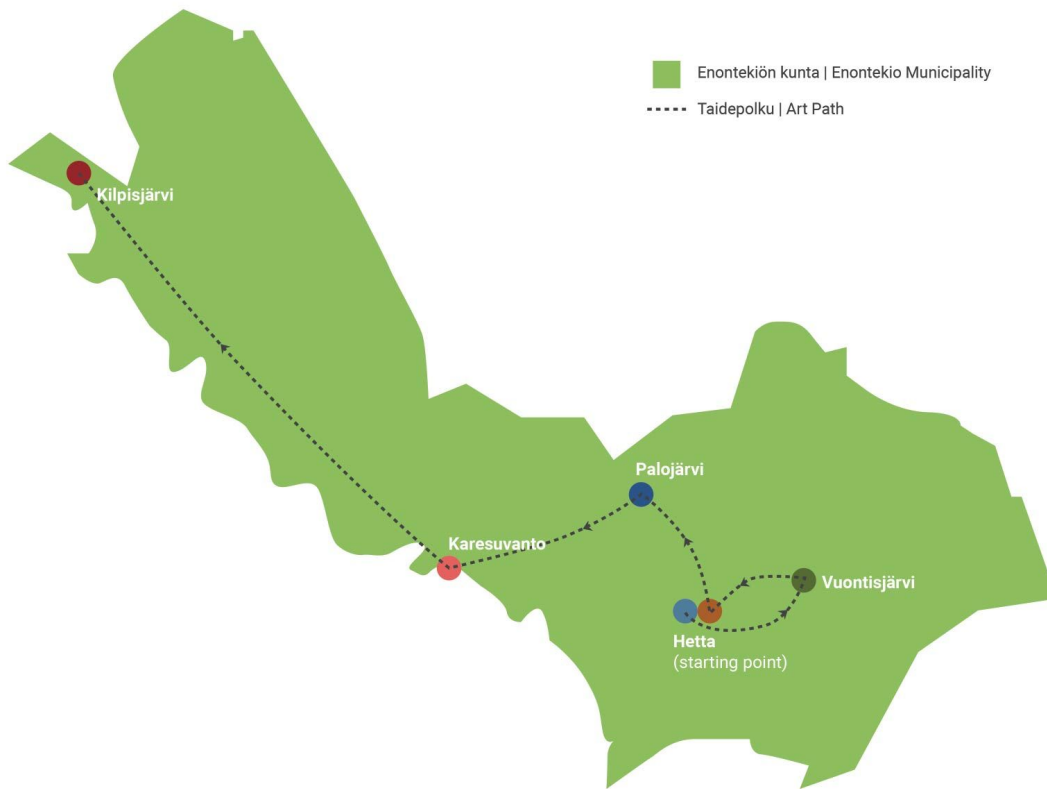 Enontekiön kunta | Enontekio Municipality
Taidepolku | Art Path
Kilpisjärvi
Palojärvi
Karesuvanto
Vuontisjärvi
Hetta
(starting point)